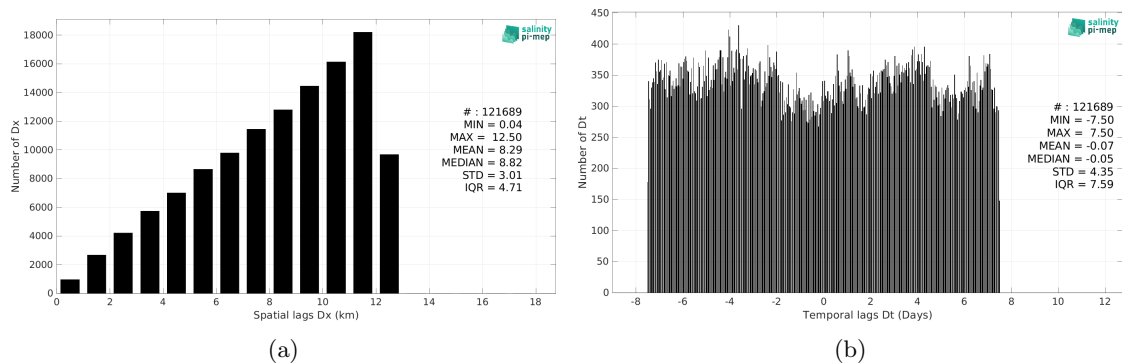 18000
16000
14000
12000
10000
8000
6000
4000
2000
0
Number of Dx
0 2 4 6 8 10 12 14 16 18
Spatial lags Dx (km)
salinity
pi-mep
# : 121689
MIN = 0.04
MAX = 12.50
MEAN = 8.29
MEDIAN = 8.82
STD = 3.01
IQR = 4.71
(a)
450
400
350
300
250
200
150
100
50
0
Number of Dt
-8 -6 -4 -2 0 2 4 6 8 10 12
Temporal lags Dt (Days)
salinity
pi-mep
# : 121689
MIN = -7.50
MAX = 7.50
MEAN = -0.07
MEDIAN = -0.05
STD = 4.35
IQR = 7.59
(b)